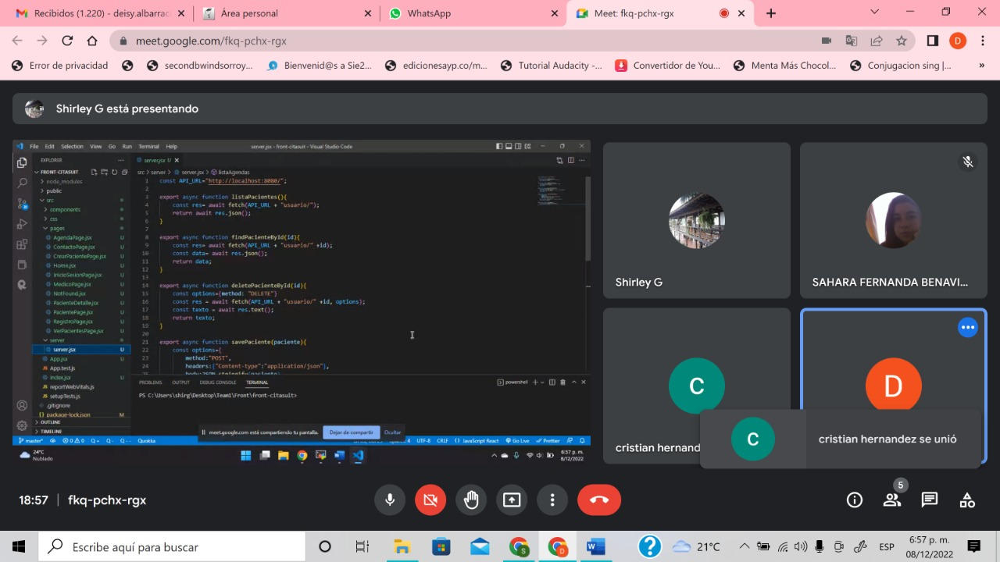 Recibidos (1.220) - deisy.albarrac
Área personal
WhatsApp
Meet: fkq-pchx-rgx
meet.google.com/fkq-pchx-rgx
D
Error de privacidad
secondbwindsorroy...
Bienvenid@s a Sie2...
edicionesayp.co/m...
Tutorial Audacity -...
Convertidor de You...
Menta Más Chocol...
Conjugacion sing |...
»
Shirley G está presentando
File Edit Selection View Go Run Terminal Help
server.jsx - front-citasuit - Visual Studio Code
EXPLORER
FRONT-CITASUIT
node_modules
public
src
components
css
pages
AgendaPage.jsx U
ContactoPage.jsx U
CrearPacientePage.jsx U
Home.jsx U
InicioSesionPage.jsx U
MedicoPage.jsx U
NotFound.jsx U
PacienteDetalle.jsx U
PacientePage.jsx U
RegistroPage.jsx U
VerPacientesPage.jsx U
server
server.jsx U
App.jsx U
App.test.js
index.jsx U
reportWebVitals.js
setupTests.js
.gitignore
package-lock.json M
OUTLINE
TIMELINE
server.jsx U
src > server > server.jsx > listaAgendas
1 const API_URL="http://localhost:8080/";
2
3 export async function listaPacientes(){
4 const res= await fetch(API_URL + "usuario/");
5 return await res.json();
6 }
7
8 export async function findPacienteById(id){
9 const res= await fetch(API_URL + "usuario/" +id);
10 const data= await res.json();
11 return data;
12 }
13
14 export async function deletePacienteById(id){
15 const options={method: "DELETE"}
16 const res = await fetch(API_URL + "usuario/" +id, options);
17 const texto = await res.text();
18 return texto;
19 }
20
21 export async function savePaciente(paciente){
22 const options={
23 method:"POST",
24 headers:{"Content-type":"application/json"},
body:JSON.stringify(paciente)
PROBLEMS OUTPUT DEBUG CONSOLE TERMINAL
powershell
PS C:\Users\shirg\Desktop\Team1\Front\front-citasuit>
meet.google.com está compartiendo tu pantalla.
Dejar de compartir
Ocultar
master*
0 0
Quokka
UTF-8 CRLF { } JavaScript React Go Live Prettier
24°C
Nublado
6:57 p. m.
8/12/2022
Shirley G
SAHARA FERNANDA BENAVI...
C
cristian hernand
D
C
cristian hernandez se unió
18:57 | fkq-pchx-rgx
5
Escribe aquí para buscar
21°C
ESP
6:57 p. m.
08/12/2022